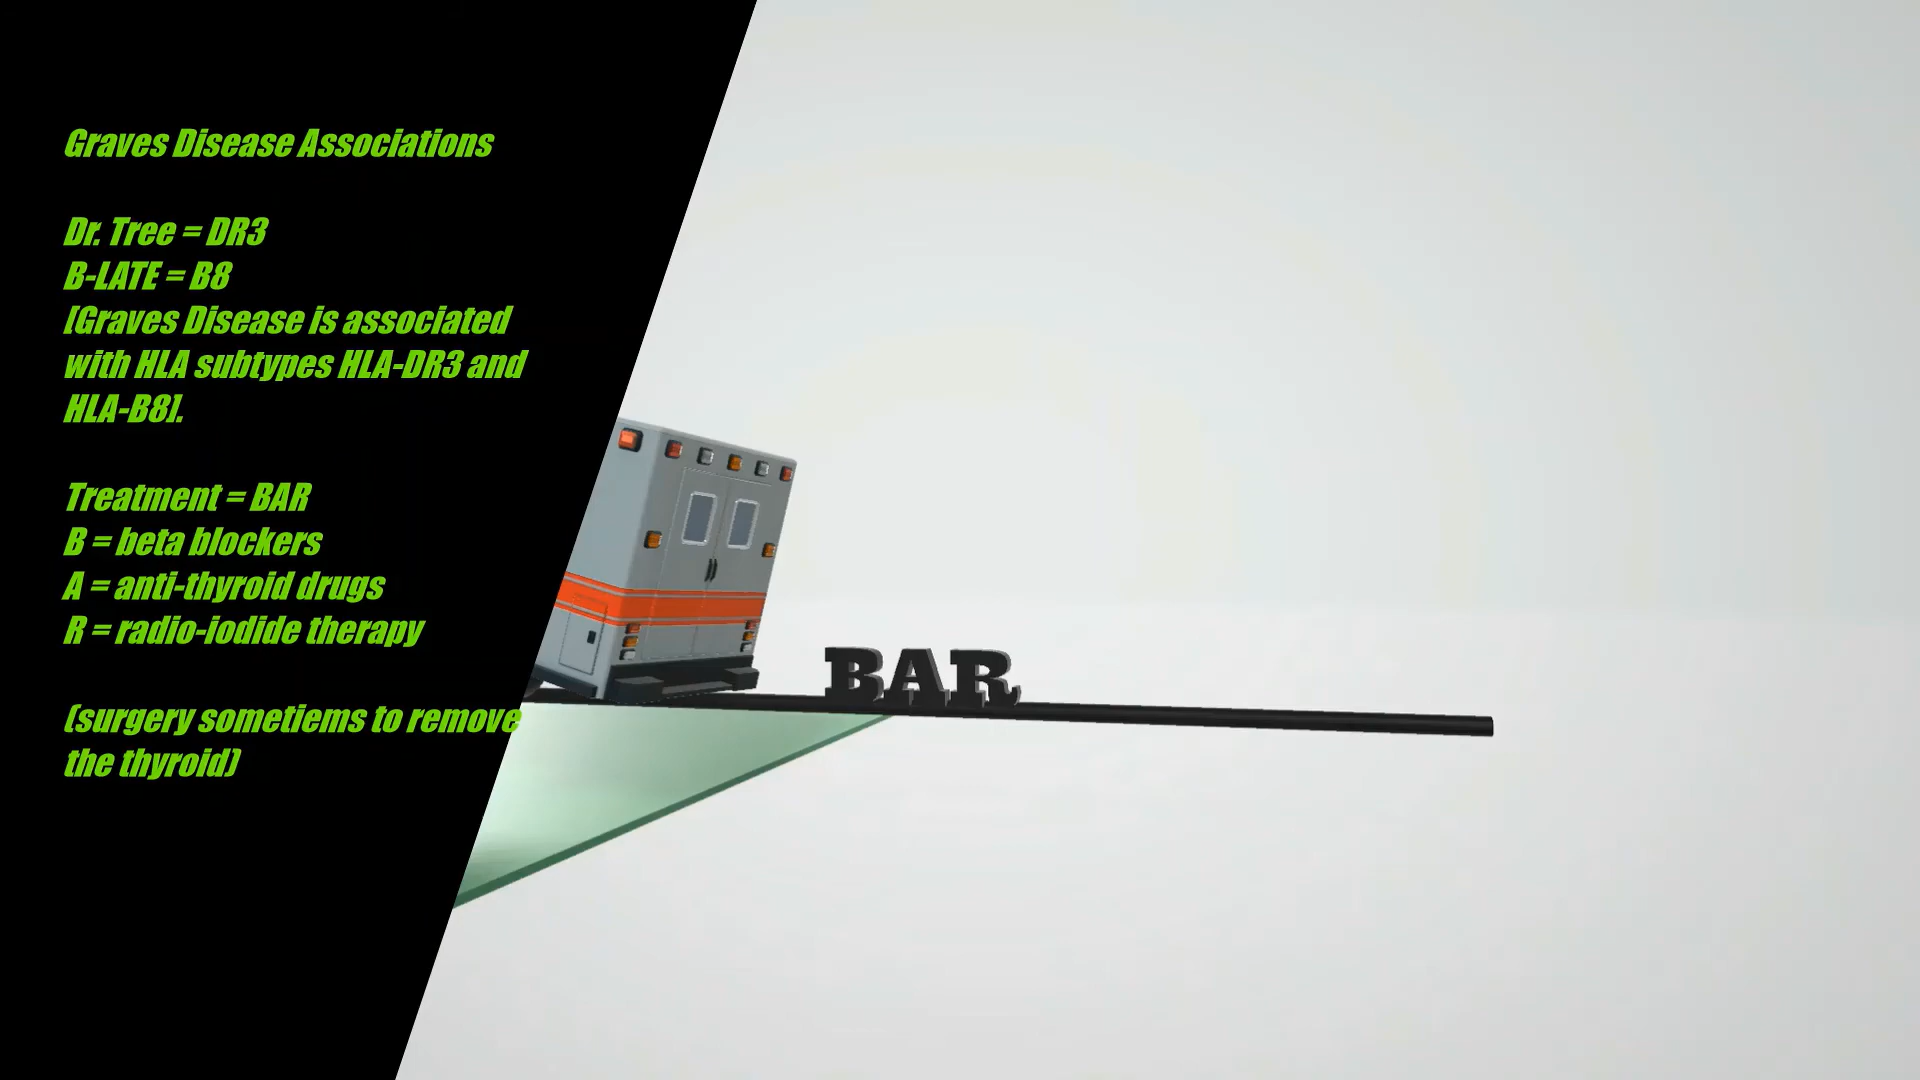 Graves Disease Associations
Dr. Tree = DR3
B-LATE = B8
[Graves Disease is associated
with HLA subtypes HLA-DR3 and
HLA-B8].
Treatment = BAR
B = beta blockers
A = anti-thyroid drugs
R = radio-iodide therapy
(surgery sometiems to remove
the thyroid)
BAR